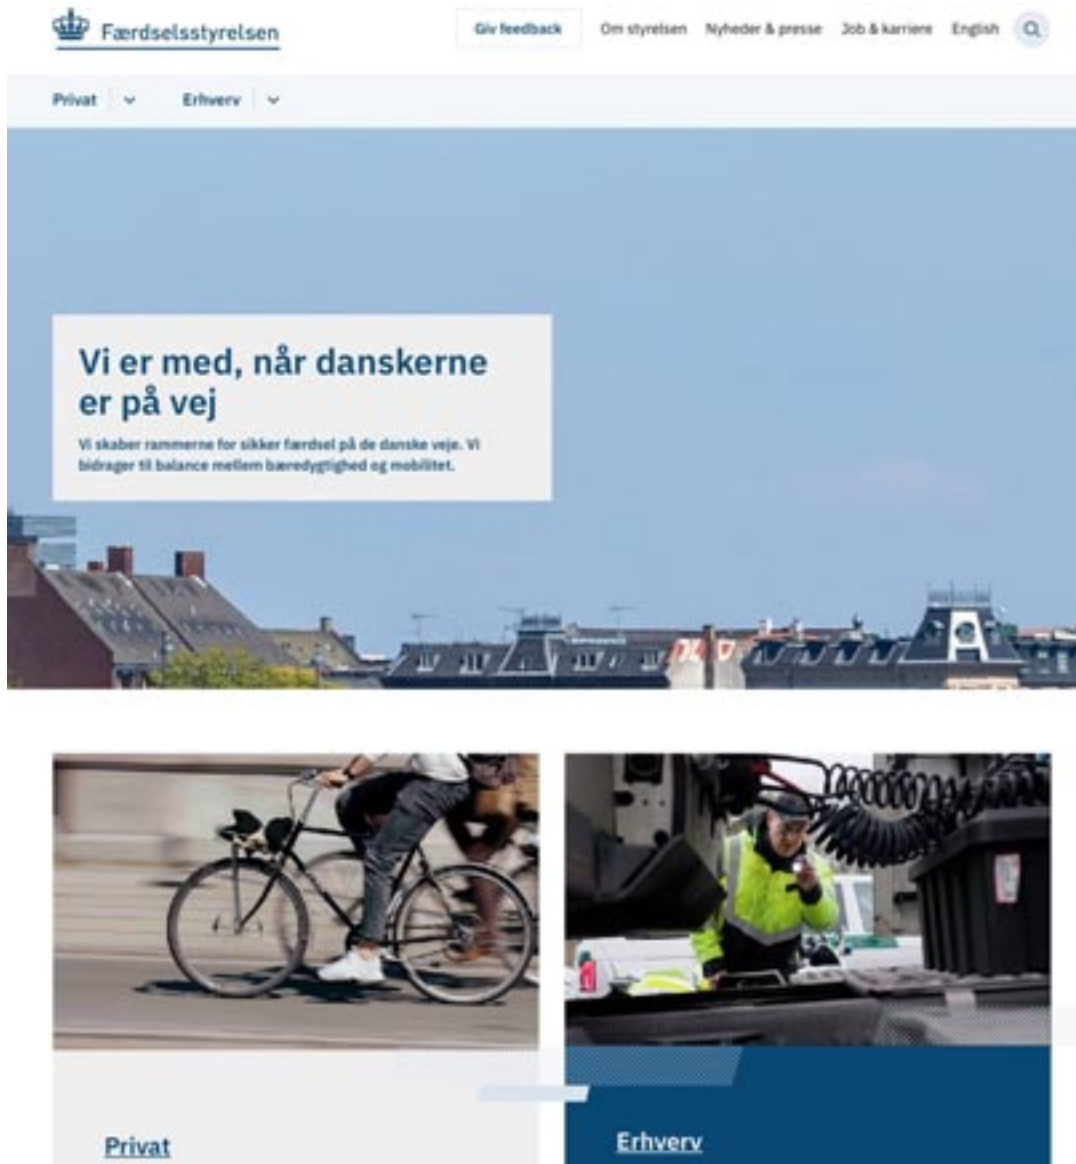 Færdselsstyrelsen
Giv feedback Om styrelsen Nyheder & presse Job & karriere English
Privat Erhverv
Vi er med, når danskerne
er på vej
Vi skaber rammerne for sikker færdsel på de danske veje. Vi
bidrager til balance mellem bæredygtighed og mobilitet.
Privat
Erhverv